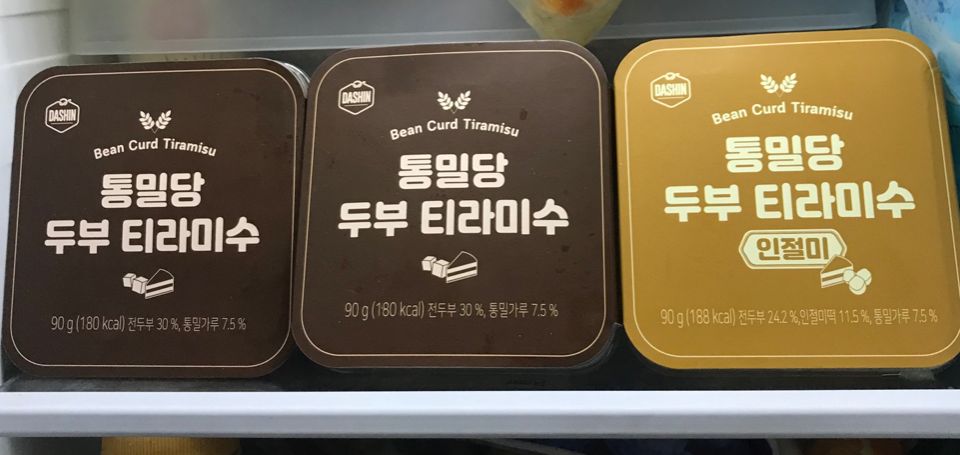 DASHIN
Bean Curd Tiramisu
통밀당
두부 티라미수
90 g (180 kcal) 전두부 30 %, 통밀가루 7.5 %
DASHIN
Bean Curd Tiramisu
통밀당
두부 티라미수
90 g (180 kcal) 전두부 30 %, 통밀가루 7.5 %
DASHIN
Bean Curd Tiramisu
통밀당
두부 티라미수
인절미
90 g (188 kcal) 전두부 24.2 %,인절미떡 11.5 %, 통밀가루 7.5 %